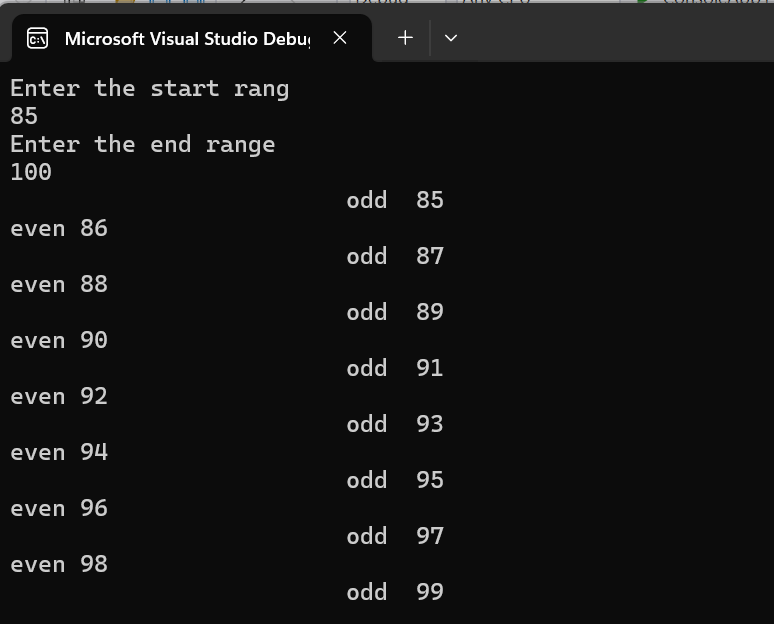 Microsoft Visual Studio Debu
Enter the start rang
85
Enter the end range
100
odd  85
even 86
odd  87
even 88
odd  89
even 90
odd  91
even 92
odd  93
even 94
odd  95
even 96
odd  97
even 98
odd  99